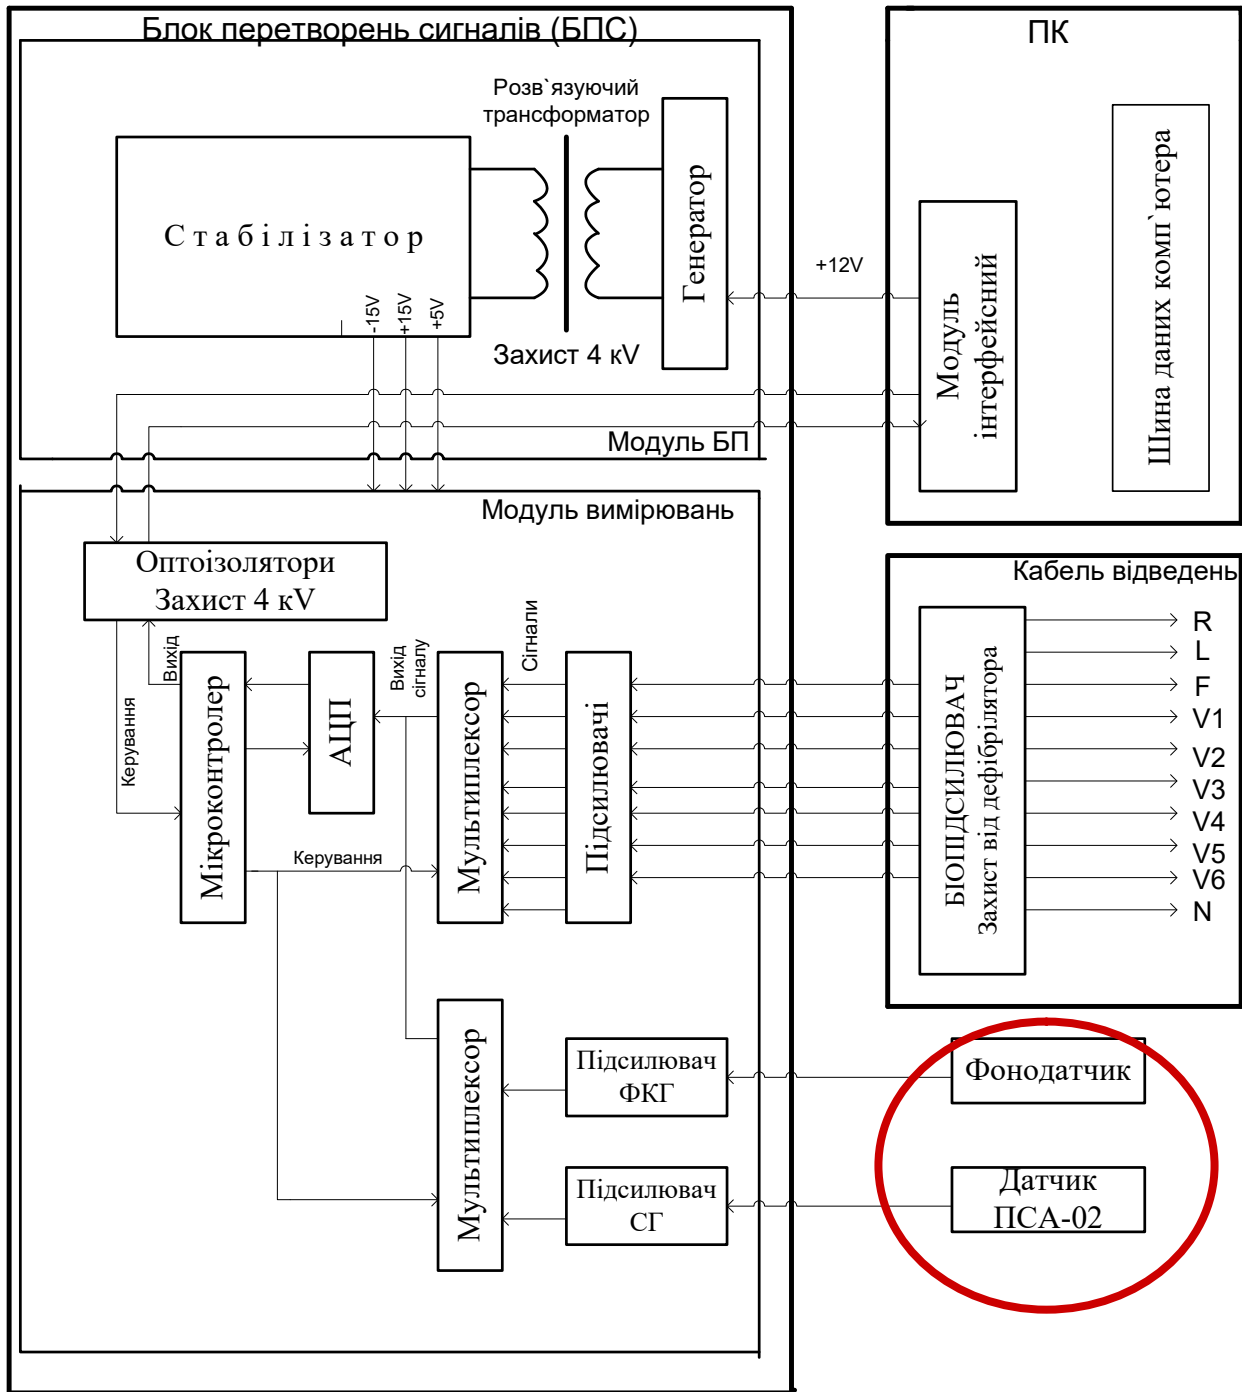 Блок перетворень сигналів (БПС)
Розв`язуючий
трансформатор
Стабілізатор
Генератор
-15V
+15V
+5V
Захист 4 kV
Модуль БП
+12V
ПК
Модуль
інтерфейсний
Шина даних комп`ютера
Модуль вимірювань
Оптоізолятори
Захист 4 kV
Вихід
Керування
Мікроконтролер
АЦП
Вихід
сігналу
Мультиплексор
Сігнали
Підсилювачі
Керування
Кабель відведень
БІОПІДСИЛЮВАЧ
Захист від дефібрілятора
R
L
F
V1
V2
V3
V4
V5
V6
N
Мультиплексор
Підсилювач
ФКГ
Фонодатчик
Підсилювач
СГ
Датчик
ПСА-02